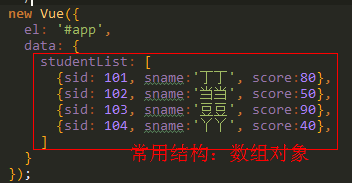 new Vue({
el: '#app',
data: {
studentList: [
{sid: 101, sname:'丁丁', score:80},
{sid: 102, sname:'当当', score:50},
{sid: 103, sname:'豆豆', score:90},
{sid: 104, sname:'丫丫', score:40},
]
常用结构：数组对象
}
});